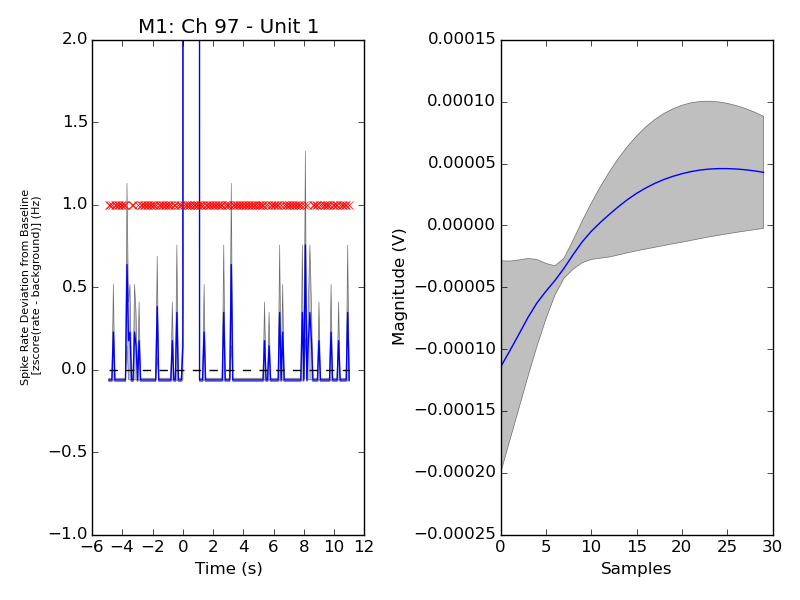 M1: Ch 97 - Unit 1
2.0
1.5
1.0
0.5
0.0
−0.5
−1.0
−6 −4 −2 0 2 4 6 8 10 12
Time (s)
Spike Rate Deviation from Baseline
[zscore(rate - background)] (Hz)
0.00015
0.00010
0.00005
0.00000
−0.00005
−0.00010
−0.00015
−0.00020
−0.00025
0 5 10 15 20 25 30
Samples
Magnitude (V)